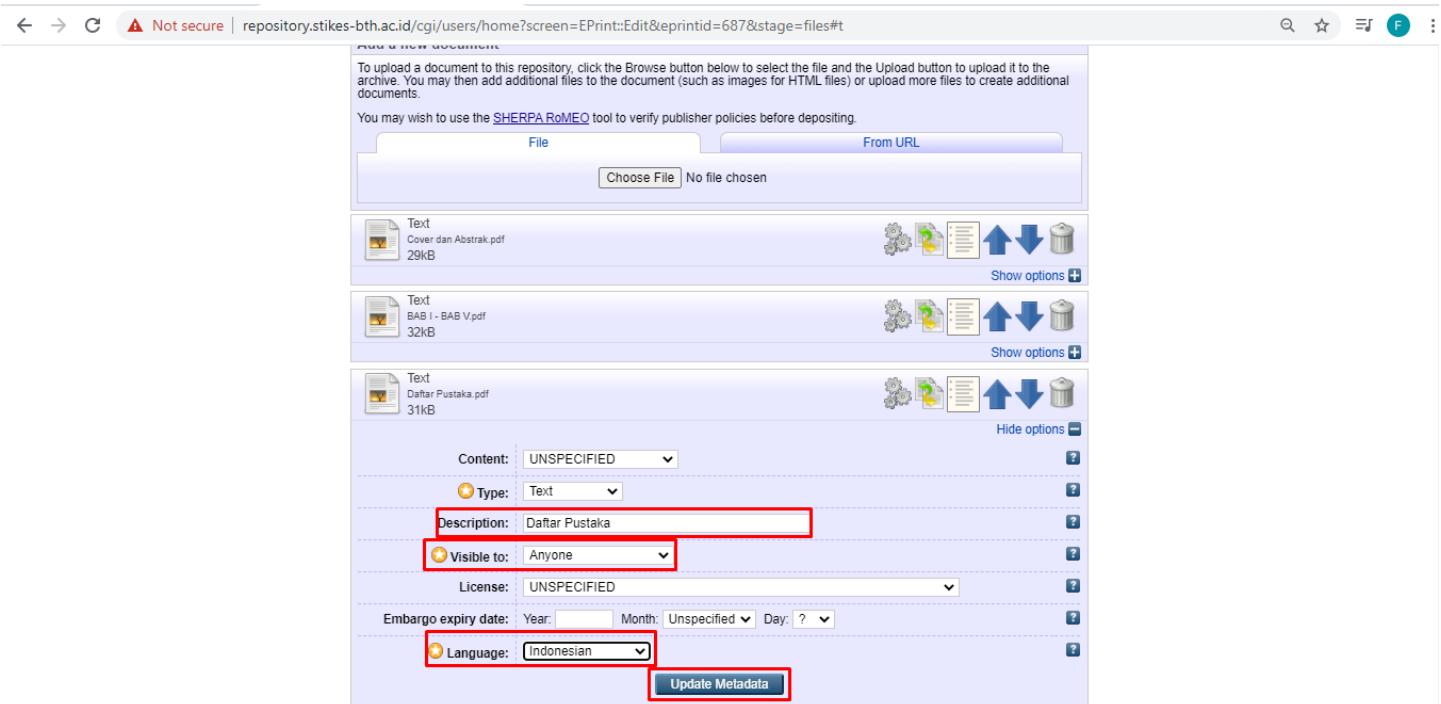 Not secure
repository.stikes-bth.ac.id/cgi/users/home?screen=EPrint::Edit&eprintid=687&stage=files#t
F
Add a new document
To upload a document to this repository, click the Browse button below to select the file and the Upload button to upload it to the
archive. You may then add additional files to the document (such as images for HTML files) or upload more files to create additional
documents.
You may wish to use the SHERPA RoMEO tool to verify publisher policies before depositing.
File
From URL
Choose File No file chosen
Text
Cover dan Abstrak.pdf
29kB
Show options
Text
BAB I - BAB V.pdf
32kB
Show options
Text
Daftar Pustaka.pdf
31kB
Hide options
Content: UNSPECIFIED ?
Type: Text ?
Description: Daftar Pustaka ?
Visible to: Anyone ?
License: UNSPECIFIED ?
Embargo expiry date: Year: Month: Unspecified Day: ? ?
Language: Indonesian ?
Update Metadata